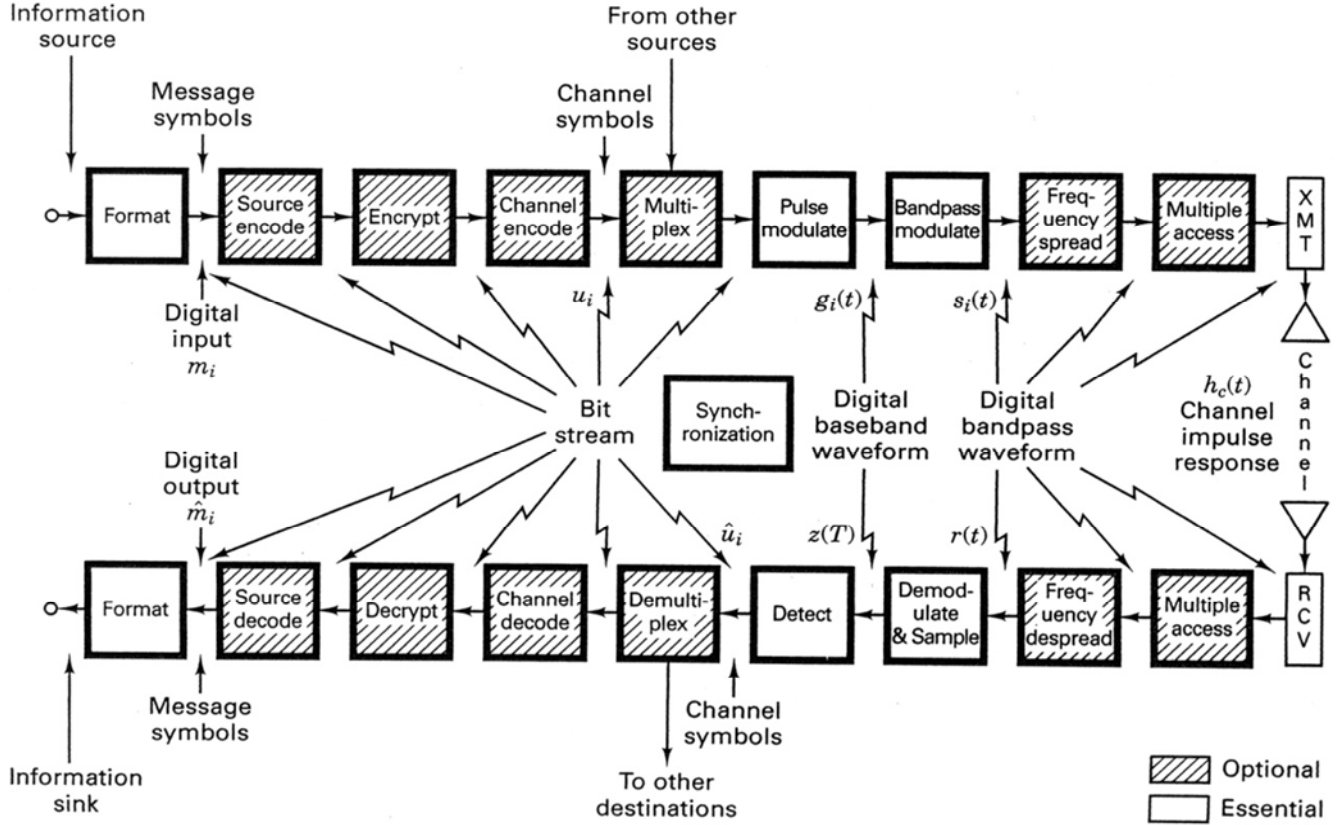 Information
source
From other
sources
Message
symbols
Channel
symbols
Format
Source
encode
Encrypt
Channel
encode
Multi-
plex
Pulse
modulate
Bandpass
modulate
Freq-
uency
spread
Multiple
access
X
M
T
Digital
input
m_i
u_i
g_i(t)
s_i(t)
Bit
stream
Synch-
ronization
Digital
baseband
waveform
Digital
bandpass
waveform
h_c(t)
Channel
impulse
response
C
h
a
n
n
e
l
Digital
output
m̂_i
û_i
z(T)
r(t)
Format
Source
decode
Decrypt
Channel
decode
Demulti-
plex
Detect
Demod-
ulate
& Sample
Freq-
uency
despread
Multiple
access
R
C
V
Message
symbols
Channel
symbols
Information
sink
To other
destinations
Optional
Essential